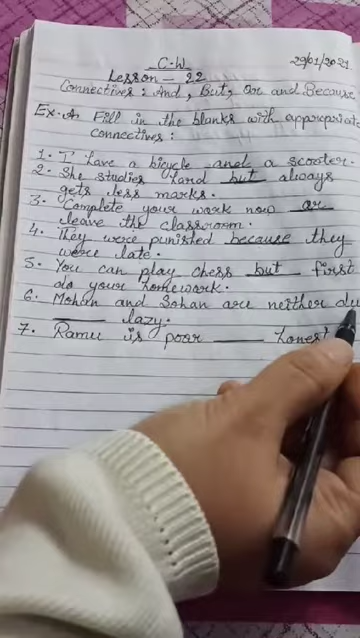 C.W 29/01/2021
Lesson - 22
Connectives: And, But, Or and Because
Ex-A Fill in the blanks with appropriate
connectives:
1. I have a bicycle and a scooter.
2. She studies hard but always
gets less marks.
3. Complete your work now or
leave the classroom.
4. They were punished because they
were late.
5. You can play chess but first
do your homework.
6. Mohan and Sohan are neither du
lazy.
7. Ramu is poor ____ honest